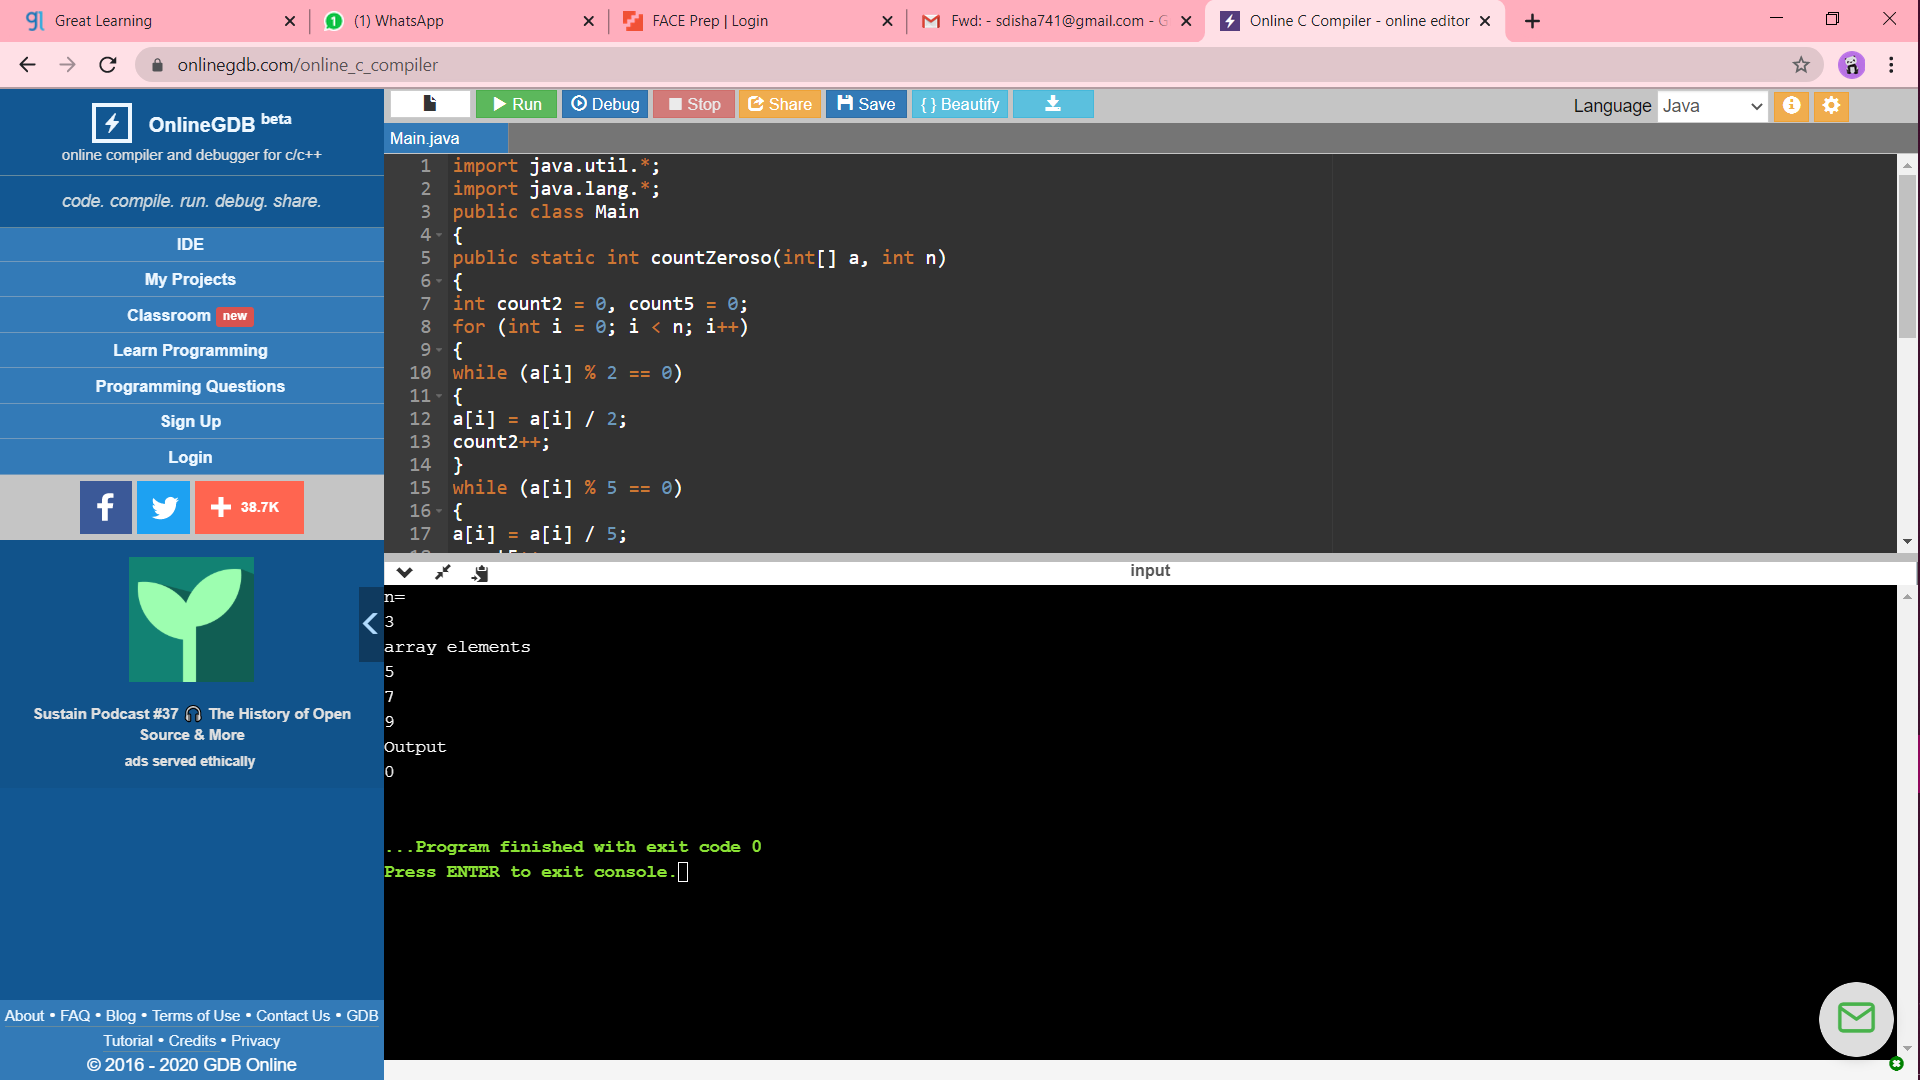 Great Learning
(1) WhatsApp
FACE Prep | Login
Fwd: - sdisha741@gmail.com - G
Online C Compiler - online editor
onlinegdb.com/online_c_compiler
OnlineGDB beta
online compiler and debugger for c/c++
code. compile. run. debug. share.
IDE
My Projects
Classroom new
Learn Programming
Programming Questions
Sign Up
Login
38.7K
Sustain Podcast #37 🎧 The History of Open
Source & More
ads served ethically
About • FAQ • Blog • Terms of Use • Contact Us • GDB
Tutorial • Credits • Privacy
© 2016 - 2020 GDB Online
Run
Debug
Stop
Share
Save
{ } Beautify
Language Java
Main.java
1 import java.util.*;
2 import java.lang.*;
3 public class Main
4 {
5 public static int countZeroso(int[] a, int n)
6 {
7 int count2 = 0, count5 = 0;
8 for (int i = 0; i < n; i++)
9 {
10 while (a[i] % 2 == 0)
11 {
12 a[i] = a[i] / 2;
13 count2++;
14 }
15 while (a[i] % 5 == 0)
16 {
17 a[i] = a[i] / 5;
input
n=
3
array elements
5
7
9
Output
0
...Program finished with exit code 0
Press ENTER to exit console.